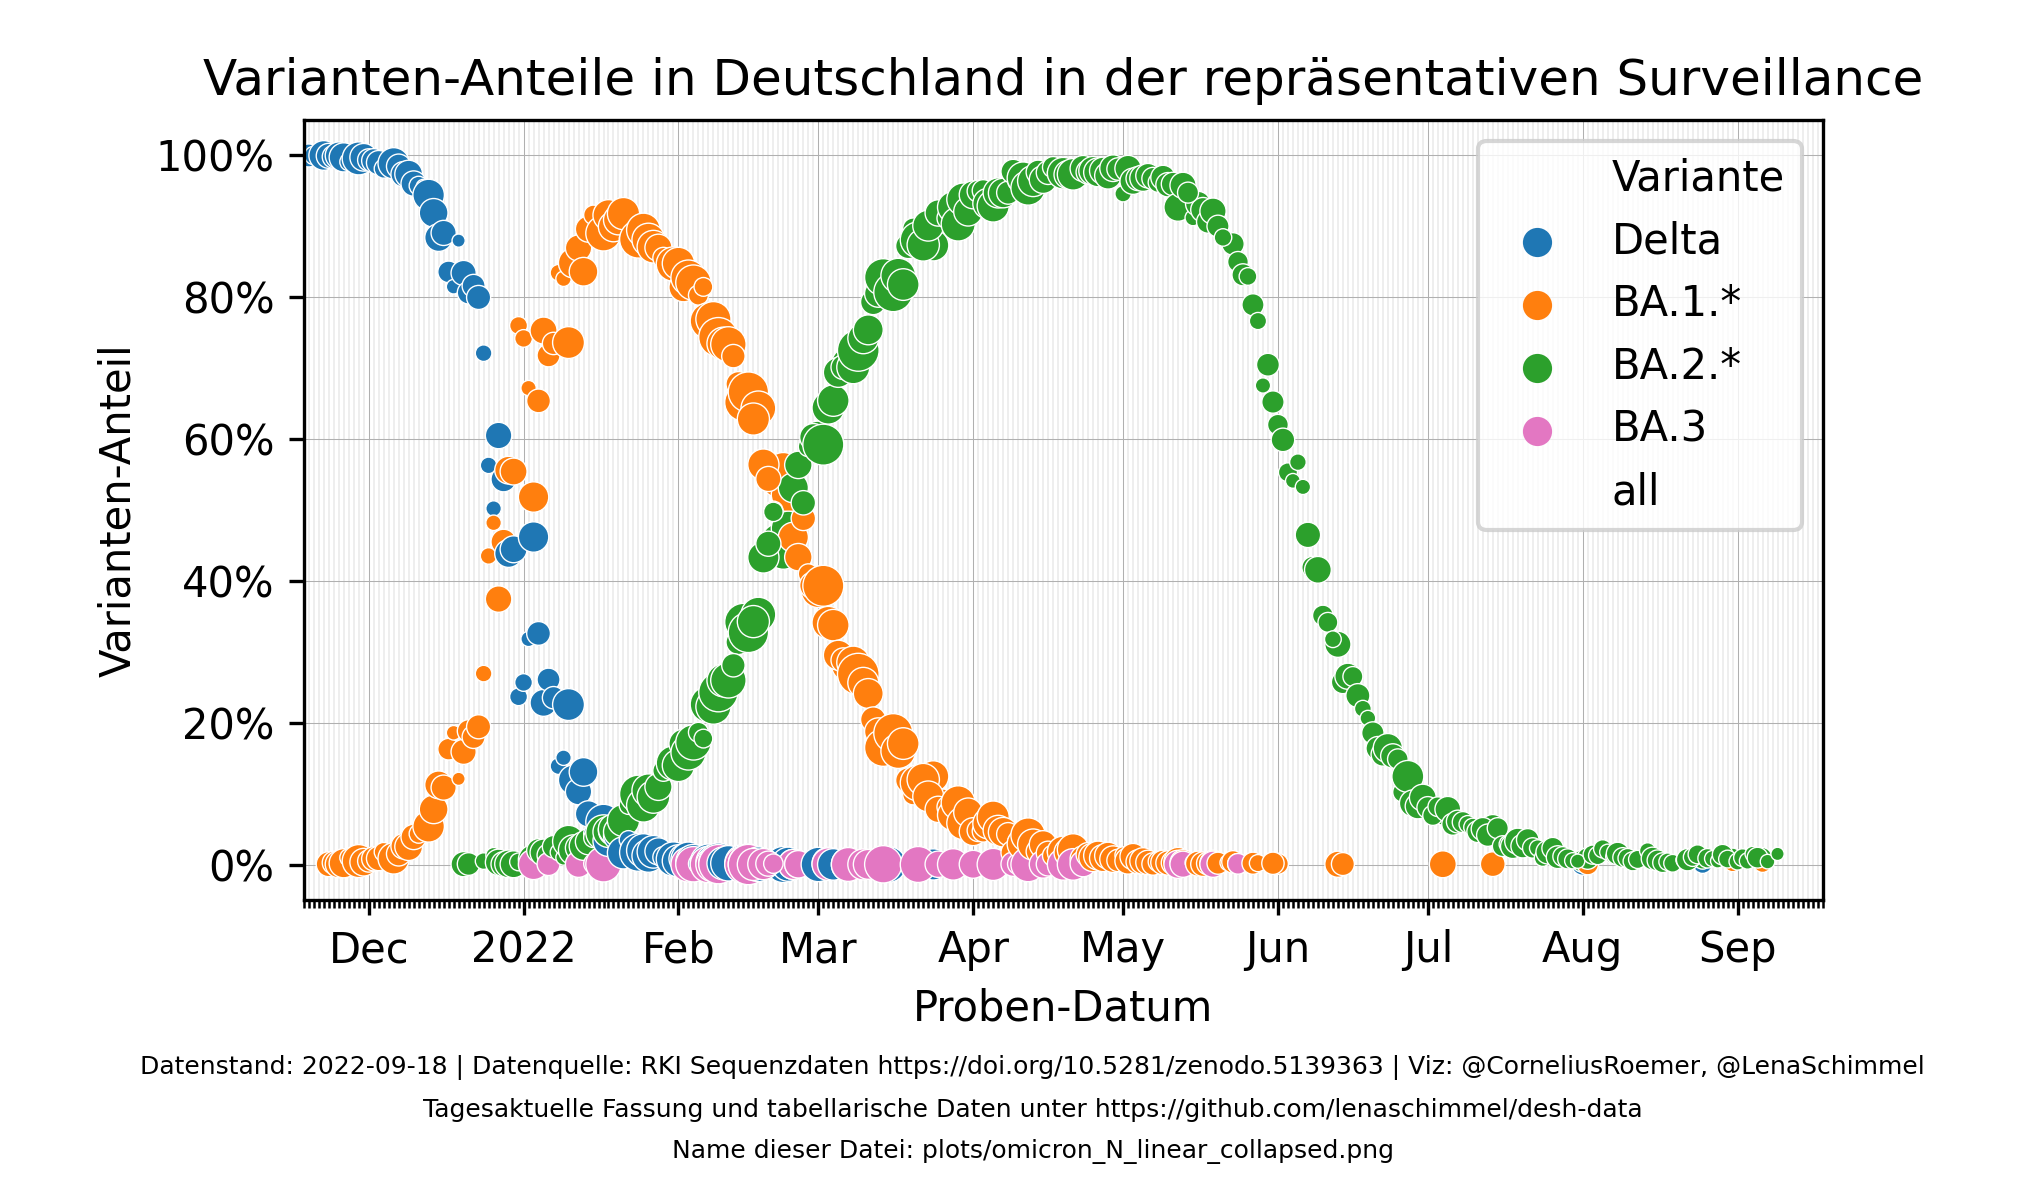 Varianten-Anteile in Deutschland in der repräsentativen Surveillance
100%
80%
60%
40%
20%
0%
Varianten-Anteil
Variante
Delta
BA.1.*
BA.2.*
BA.3
all
Dec 2022 Feb Mar Apr May Jun Jul Aug Sep
Proben-Datum
Datenstand: 2022-09-18 | Datenquelle: RKI Sequenzdaten https://doi.org/10.5281/zenodo.5139363 | Viz: @CorneliusRoemer, @LenaSchimmel
Tagesaktuelle Fassung und tabellarische Daten unter https://github.com/lenaschimmel/desh-data
Name dieser Datei: plots/omicron_N_linear_collapsed.png